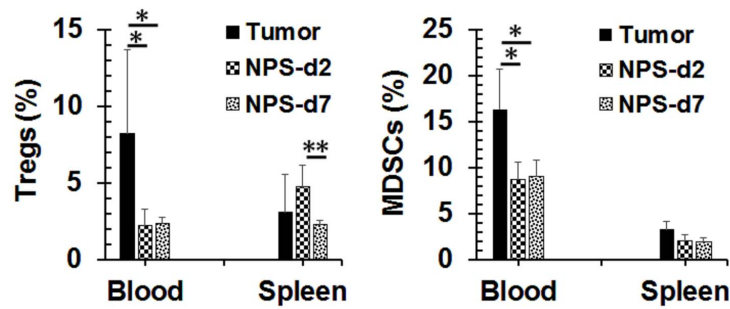 15
10
5
0
Tregs (%)
*
*
**
Tumor
NPS-d2
NPS-d7
Blood
Spleen
25
20
15
10
5
0
MDSCs (%)
*
*
Tumor
NPS-d2
NPS-d7
Blood
Spleen